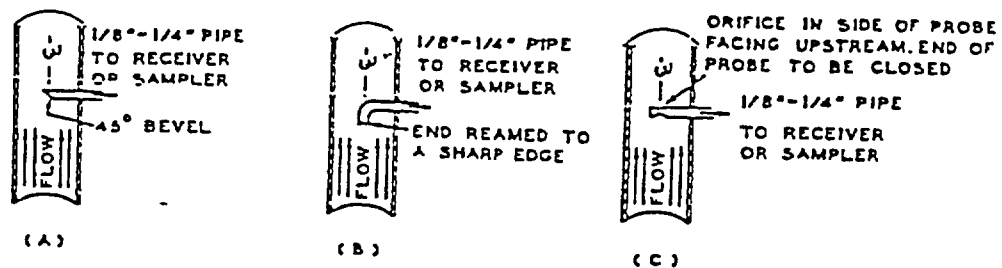 1/8"-1/4" PIPE
TO RECEIVER
OR SAMPLER
45° BEVEL
FLOW
(A)
1/8"-1/4" PIPE
TO RECEIVER
OR SAMPLER
END REAMED TO
A SHARP EDGE
FLOW
(B)
ORIFICE IN SIDE OF PROBE
FACING UPSTREAM. END OF
PROBE TO BE CLOSED
1/8"-1/4" PIPE
TO RECEIVER
OR SAMPLER
FLOW
(C)